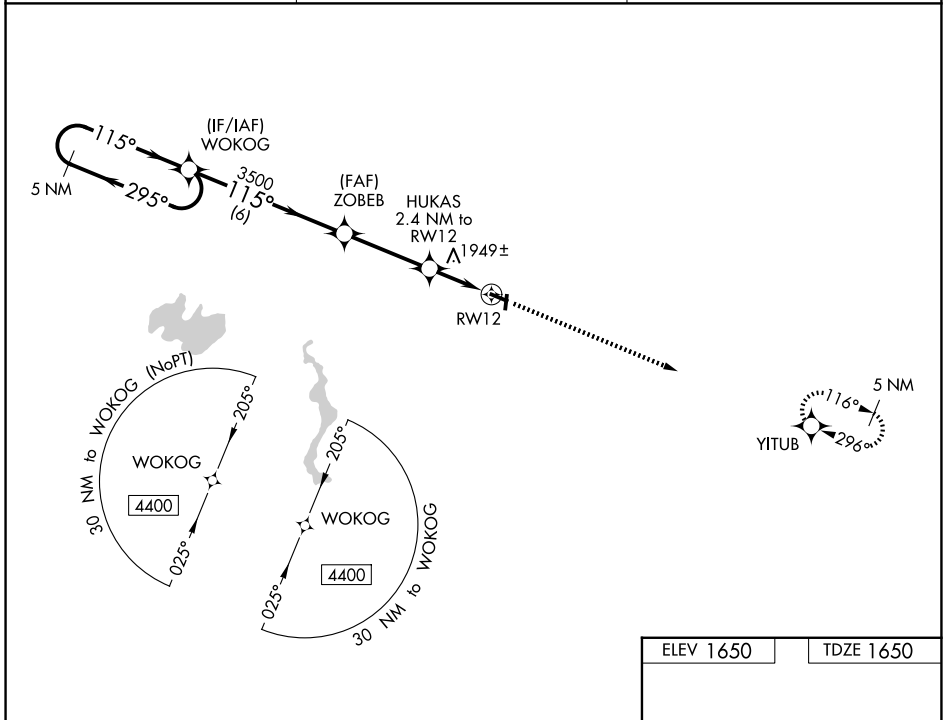 (IF/IAF)
WOKOG
115°
5 NM
295°
3500
115°
(6)
(FAF)
ZOBEB
HUKAS
2.4 NM to
RW12
1949±
RW12
5 NM
116°
296°
YITUB
30 NM to WOKOG (NoPT)
205°
WOKOG
4400
025°
205°
WOKOG
4400
025°
30 NM to WOKOG
ELEV 1650
TDZE 1650